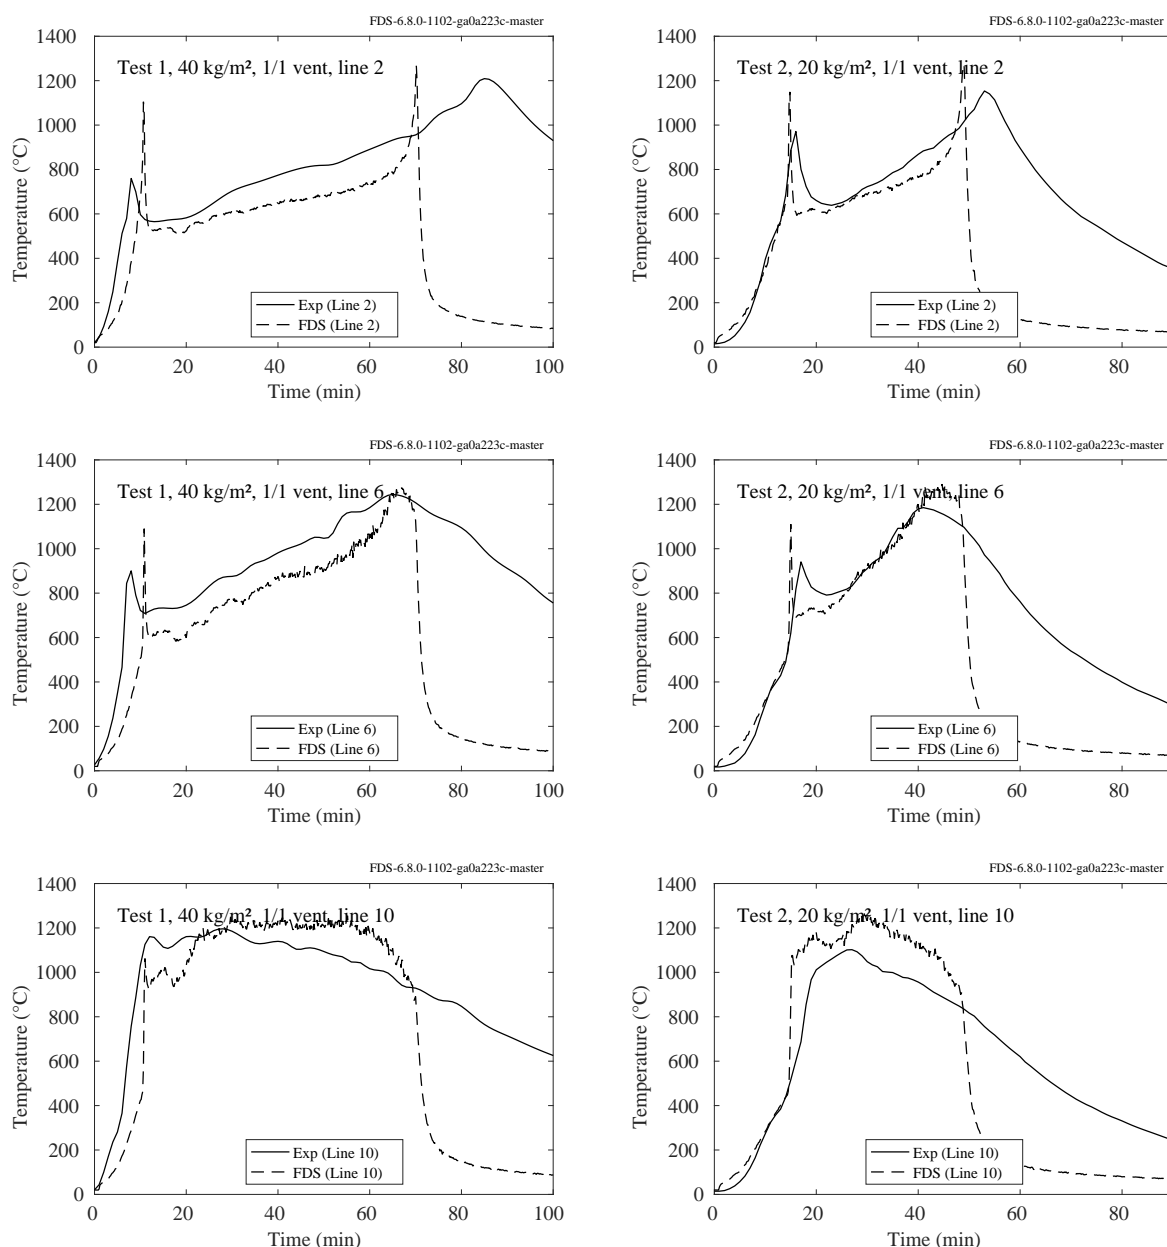 FDS-6.8.0-1102-ga0a223c-master
Test 1, 40 kg/m², 1/1 vent, line 2
1400
1200
1000
800
600
400
200
0
Temperature (°C)
Exp (Line 2)
FDS (Line 2)
0 20 40 60 80 100
Time (min)
FDS-6.8.0-1102-ga0a223c-master
Test 2, 20 kg/m², 1/1 vent, line 2
1400
1200
1000
800
600
400
200
0
Temperature (°C)
Exp (Line 2)
FDS (Line 2)
0 20 40 60 80
Time (min)
FDS-6.8.0-1102-ga0a223c-master
Test 1, 40 kg/m², 1/1 vent, line 6
1400
1200
1000
800
600
400
200
0
Temperature (°C)
Exp (Line 6)
FDS (Line 6)
0 20 40 60 80 100
Time (min)
FDS-6.8.0-1102-ga0a223c-master
Test 2, 20 kg/m², 1/1 vent, line 6
1400
1200
1000
800
600
400
200
0
Temperature (°C)
Exp (Line 6)
FDS (Line 6)
0 20 40 60 80
Time (min)
FDS-6.8.0-1102-ga0a223c-master
Test 1, 40 kg/m², 1/1 vent, line 10
1400
1200
1000
800
600
400
200
0
Temperature (°C)
Exp (Line 10)
FDS (Line 10)
0 20 40 60 80 100
Time (min)
FDS-6.8.0-1102-ga0a223c-master
Test 2, 20 kg/m², 1/1 vent, line 10
1400
1200
1000
800
600
400
200
0
Temperature (°C)
Exp (Line 10)
FDS (Line 10)
0 20 40 60 80
Time (min)